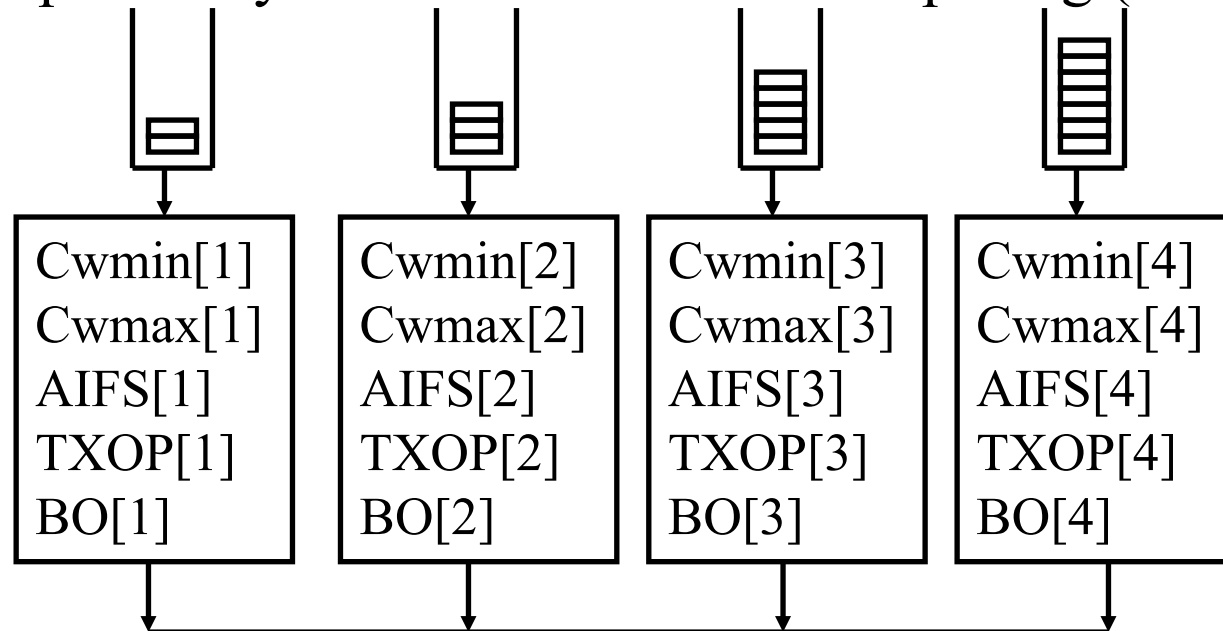 Cwmin[1]
Cwmax[1]
AIFS[1]
TXOP[1]
BO[1]
Cwmin[2]
Cwmax[2]
AIFS[2]
TXOP[2]
BO[2]
Cwmin[3]
Cwmax[3]
AIFS[3]
TXOP[3]
BO[3]
Cwmin[4]
Cwmax[4]
AIFS[4]
TXOP[4]
BO[4]